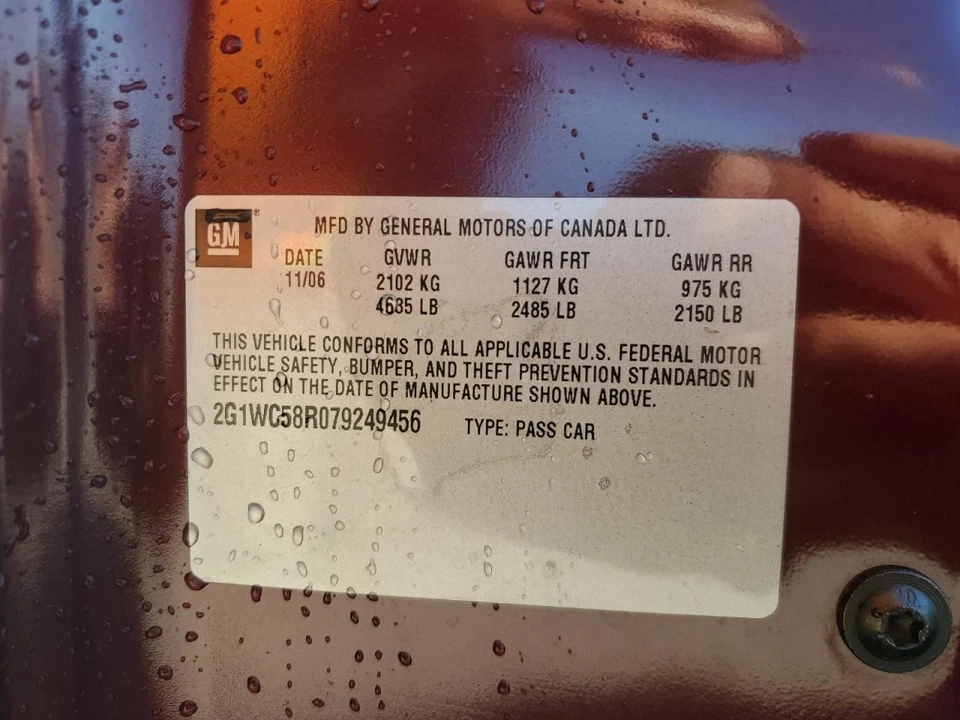 GM®
MFD BY GENERAL MOTORS OF CANADA LTD.
DATE GVWR GAWR FRT GAWR RR
11/06 2102 KG 1127 KG 975 KG
4635 LB 2485 LB 2150 LB
THIS VEHICLE CONFORMS TO ALL APPLICABLE U.S. FEDERAL MOTOR
VEHICLE SAFETY, BUMPER, AND THEFT PREVENTION STANDARDS IN
EFFECT ON THE DATE OF MANUFACTURE SHOWN ABOVE.
2G1WC58R079249456 TYPE: PASS CAR